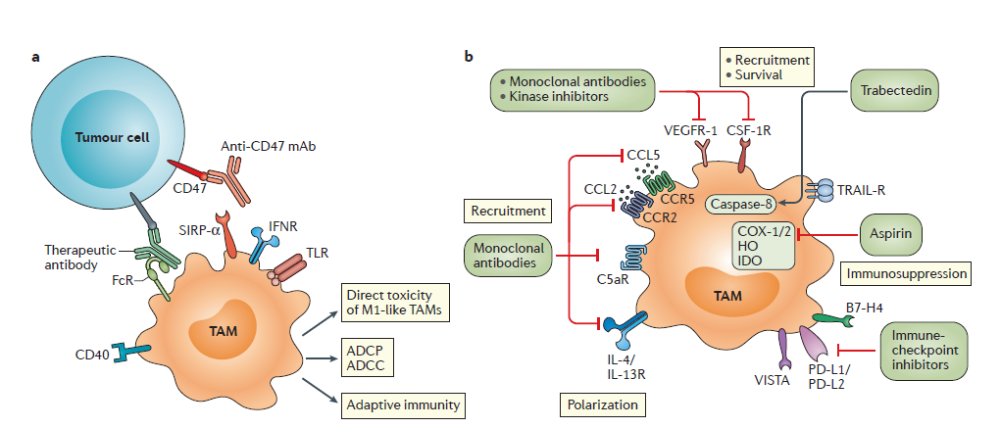 a
Tumour cell
Anti-CD47 mAb
CD47
SIRP-α
IFNR
Therapeutic
antibody
TLR
FcR
TAM
CD40
Direct toxicity
of M1-like TAMs
ADCP
ADCC
Adaptive immunity
b
• Monoclonal antibodies
• Kinase inhibitors
• Recruitment
• Survival
Trabectedin
VEGFR-1
CSF-1R
CCL5
CCL2
CCR5
CCR2
Caspase-8
TRAIL-R
Recruitment
COX-1/2
HO
IDO
Aspirin
Monoclonal
antibodies
C5aR
Immunosuppression
TAM
B7-H4
IL-4/
IL-13R
Immune-
checkpoint
inhibitors
VISTA
PD-L1/
PD-L2
Polarization